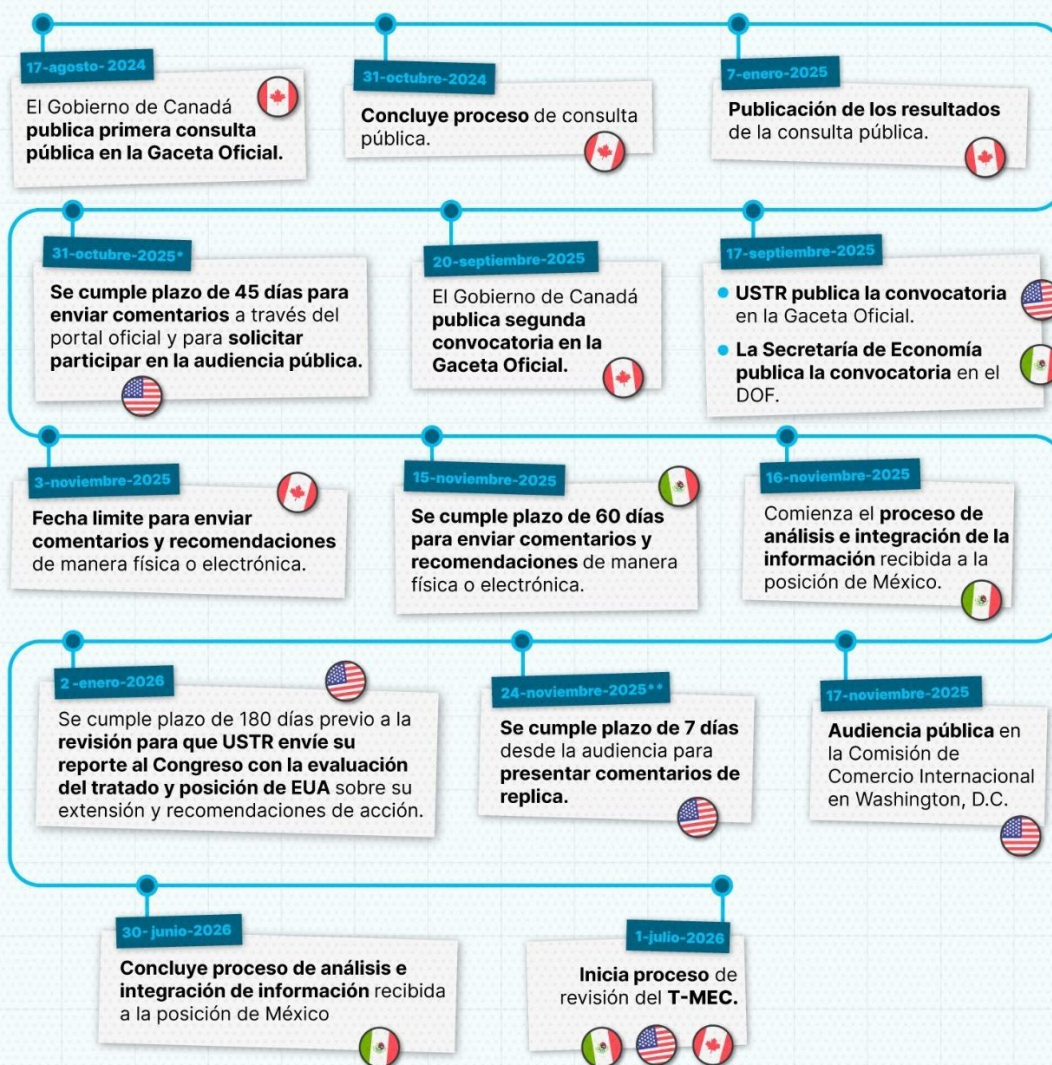 17-agosto- 2024
El Gobierno de Canadá
publica primera consulta
pública en la Gaceta Oficial.
31-octubre-2024
Concluye proceso de consulta
pública.
7-enero-2025
Publicación de los resultados
de la consulta pública.
17-septiembre-2025
USTR publica la convocatoria
en la Gaceta Oficial.
La Secretaría de Economía
publica la convocatoria en el
DOF.
20-septiembre-2025
El Gobierno de Canadá
publica segunda
convocatoria en la
Gaceta Oficial.
31-octubre-2025*
Se cumple plazo de 45 días para
enviar comentarios a través del
portal oficial y para solicitar
participar en la audiencia pública.
3-noviembre-2025
Fecha limite para enviar
comentarios y recomendaciones
de manera física o electrónica.
15-noviembre-2025
Se cumple plazo de 60 días
para enviar comentarios y
recomendaciones de manera
física o electrónica.
16-noviembre-2025
Comienza el proceso de
análisis e integración de la
información recibida a la
posición de México.
17-noviembre-2025
Audiencia pública en
la Comisión de
Comercio Internacional
en Washington, D.C.
24-noviembre-2025**
Se cumple plazo de 7 días
desde la audiencia para
presentar comentarios de
replica.
2 -enero-2026
Se cumple plazo de 180 días previo a la
revisión para que USTR envíe su
reporte al Congreso con la evaluación
del tratado y posición de EUA sobre su
extensión y recomendaciones de acción.
30- junio-2026
Concluye proceso de análisis e
integración de información recibida
a la posición de México
1-julio-2026
Inicia proceso de
revisión del T-MEC.